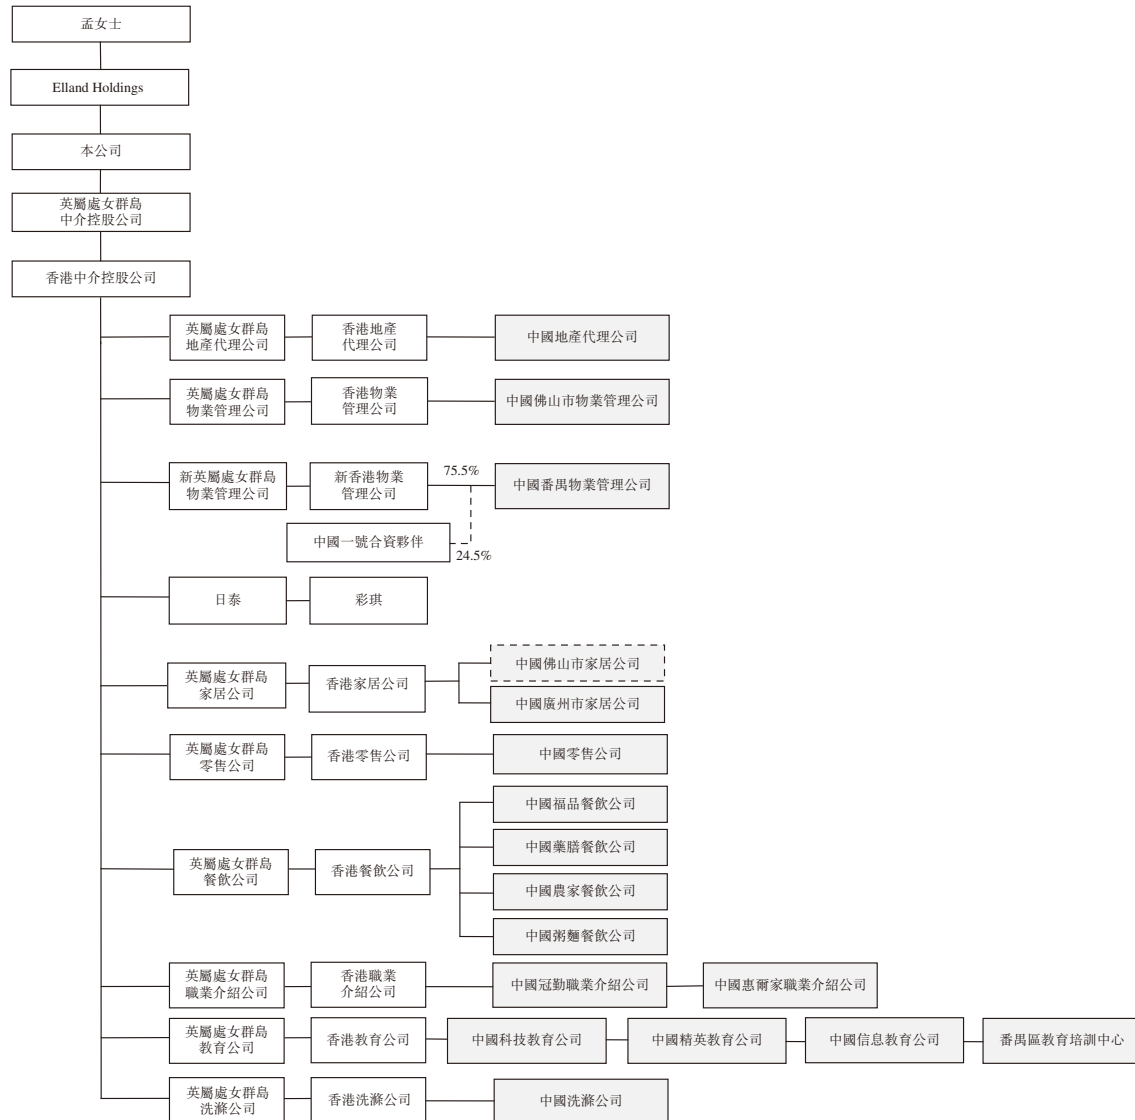 孟女士
Elland Holdings
本公司
英屬處女群島
中介控股公司
香港中介控股公司
英屬處女群島
地產代理公司
香港地產
代理公司
中國地產代理公司
英屬處女群島
物業管理公司
香港物業
管理公司
中國佛山市物業管理公司
新英屬處女群島
物業管理公司
新香港物業
管理公司
75.5%
中國番禺物業管理公司
中國一號合資夥伴
24.5%
日泰
彩琪
英屬處女群島
家居公司
香港家居公司
中國佛山市家居公司
中國廣州市家居公司
英屬處女群島
零售公司
香港零售公司
中國零售公司
英屬處女群島
餐飲公司
香港餐飲公司
中國福品餐飲公司
中國藥膳餐飲公司
中國農家餐飲公司
中國粥麵餐飲公司
英屬處女群島
職業介紹公司
香港職業
介紹公司
中國冠勤職業介紹公司
中國惠爾家職業介紹公司
英屬處女群島
教育公司
香港教育公司
中國科技教育公司
中國精英教育公司
中國信息教育公司
番禺區教育培訓中心
英屬處女群島
洗滌公司
香港洗滌公司
中國洗滌公司